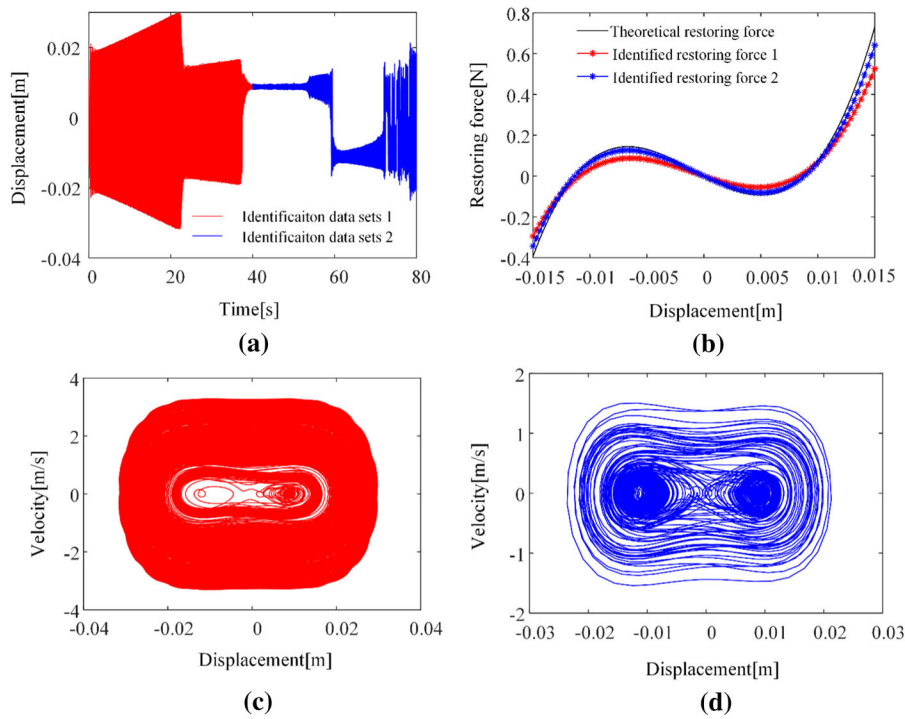 0.04
0.02
0
-0.02
-0.04
Displacement[m]
0
20
40
60
80
Time[s]
Identificaiton data sets 1
Identificaiton data sets 2
(a)
0.8
0.6
0.4
0.2
0
-0.2
-0.4
Restoring force[N]
-0.015
-0.01
-0.005
0
0.005
0.01
0.015
Displacement[m]
Theoretical restoring force
Identified restoring force 1
Identified restoring force 2
(b)
4
2
0
-2
-4
Velocity[m/s]
-0.04
-0.02
0
0.02
0.04
Displacement[m]
(c)
2
1
0
-1
-2
Velocity[m/s]
-0.03
-0.02
-0.01
0
0.01
0.02
0.03
Displacement[m]
(d)